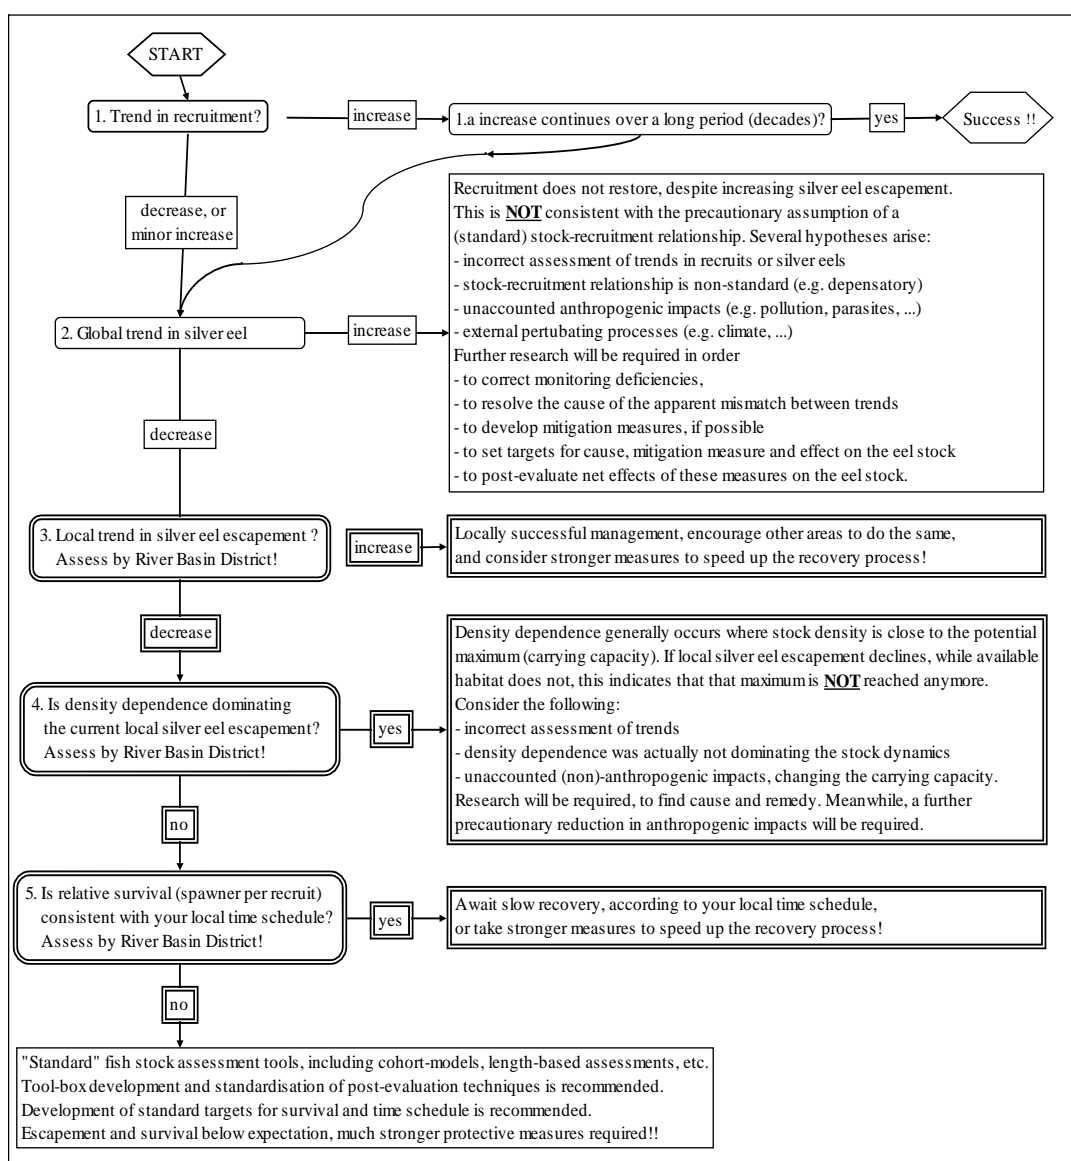 START
1. Trend in recruitment?
increase
1.a increase continues over a long period (decades)?
yes
Success !!
decrease, or
minor increase
Recruitment does not restore, despite increasing silver eel escapement.
This is NOT consistent with the precautionary assumption of a
(standard) stock-recruitment relationship. Several hypotheses arise:
- incorrect assessment of trends in recruits or silver eels
- stock-recruitment relationship is non-standard (e.g. depensatory)
- unaccounted anthropogenic impacts (e.g. pollution, parasites, ...)
- external pertubating processes (e.g. climate, ...)
Further research will be required in order
- to correct monitoring deficiencies,
- to resolve the cause of the apparent mismatch between trends
- to develop mitigation measures, if possible
- to set targets for cause, mitigation measure and effect on the eel stock
- to post-evaluate net effects of these measures on the eel stock.
2. Global trend in silver eel
increase
decrease
3. Local trend in silver eel escapement ?
Assess by River Basin District!
increase
Locally successful management, encourage other areas to do the same,
and consider stronger measures to speed up the recovery process!
decrease
4. Is density dependence dominating
the current local silver eel escapement?
Assess by River Basin District!
yes
Density dependence generally occurs where stock density is close to the potential
maximum (carrying capacity). If local silver eel escapement declines, while available
habitat does not, this indicates that that maximum is NOT reached anymore.
Consider the following:
- incorrect assessment of trends
- density dependence was actually not dominating the stock dynamics
- unaccounted (non)-anthropogenic impacts, changing the carrying capacity.
Research will be required, to find cause and remedy. Meanwhile, a further
precautionary reduction in anthropogenic impacts will be required.
no
5. Is relative survival (spawner per recruit)
consistent with your local time schedule?
Assess by River Basin District!
yes
Await slow recovery, according to your local time schedule,
or take stronger measures to speed up the recovery process!
no
"Standard" fish stock assessment tools, including cohort-models, length-based assessments, etc.
Tool-box development and standardisation of post-evaluation techniques is recommended.
Development of standard targets for survival and time schedule is recommended.
Escapement and survival below expectation, much stronger protective measures required!!